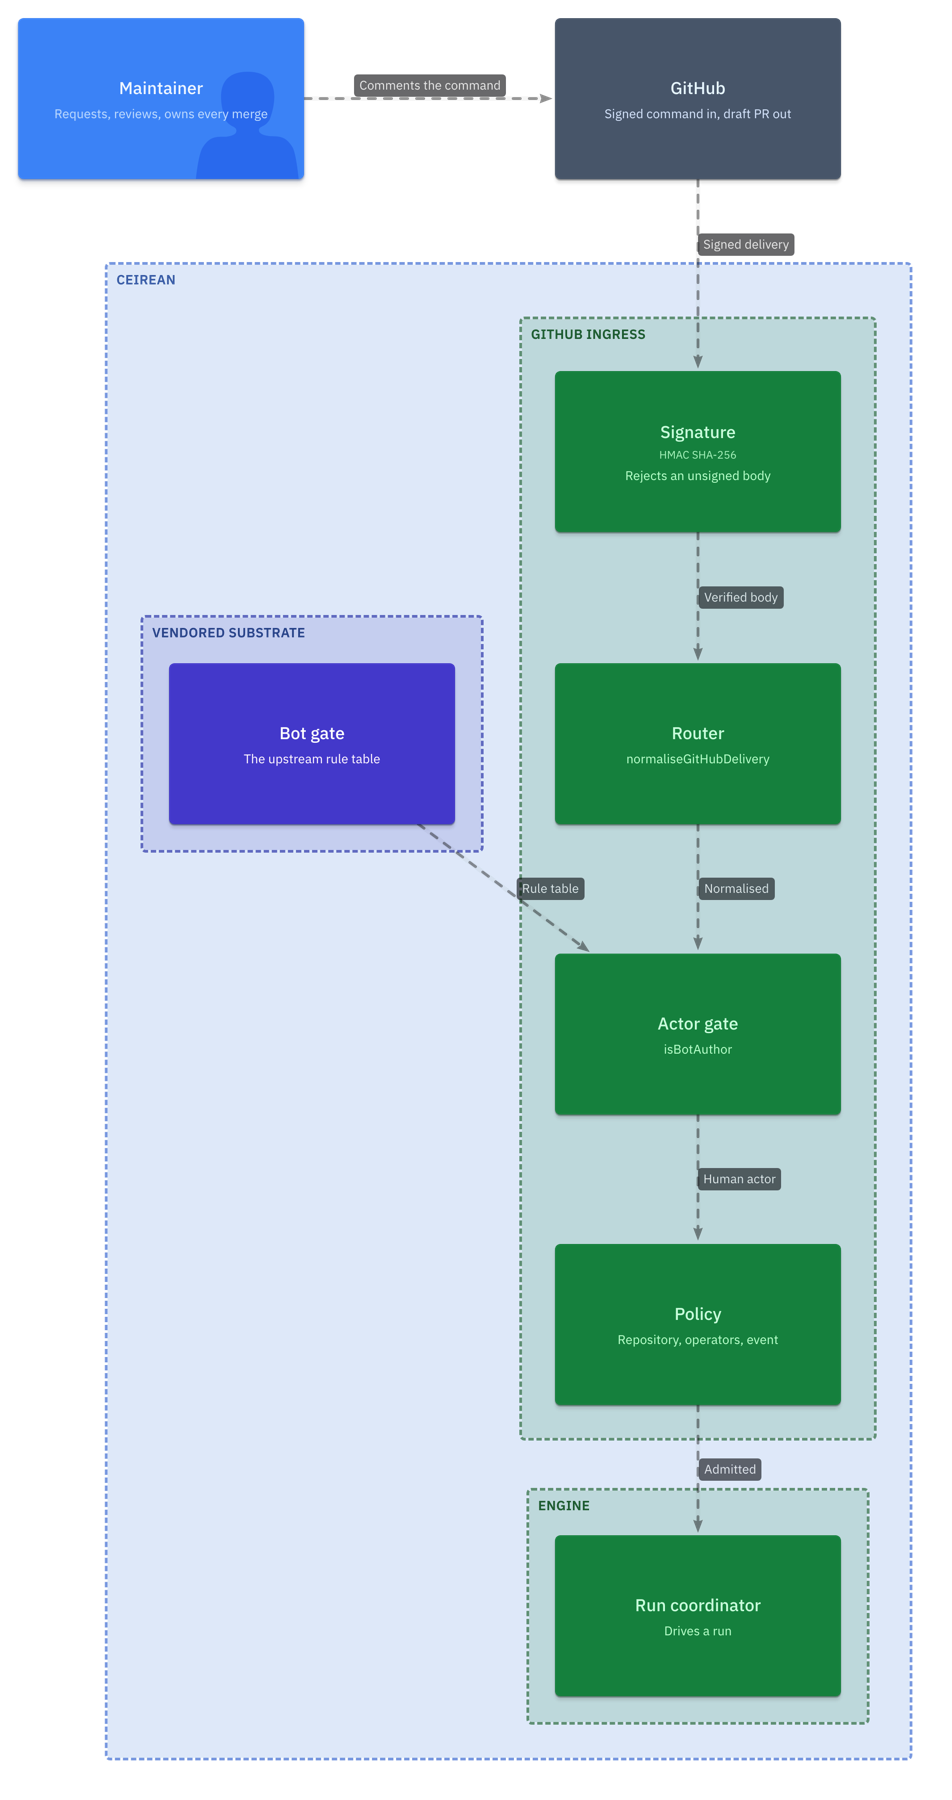 Maintainer
Requests, reviews, owns every merge
Comments the command
GitHub
Signed command in, draft PR out
Signed delivery
CEIREAN
GITHUB INGRESS
Signature
HMAC SHA-256
Rejects an unsigned body
Verified body
VENDORED SUBSTRATE
Bot gate
The upstream rule table
Router
normaliseGitHubDelivery
Rule table
Normalised
Actor gate
isBotAuthor
Human actor
Policy
Repository, operators, event
Admitted
ENGINE
Run coordinator
Drives a run